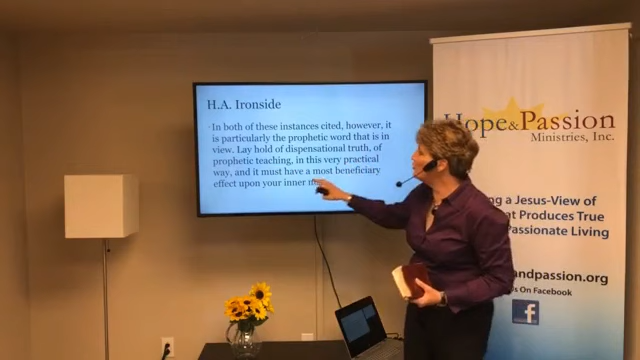 H.A. Ironside
In both of these instances cited, however, it
is particularly the prophetic word that is in
view. Lay hold of dispensational truth, of
prophetic teaching, in this very practical
way, and it must have a most beneficiary
effect upon your inner
Hope&Passion
Ministries, Inc.
a Jesus-View of
Produces True
Passionate Living
andpassion.org
On Facebook
f